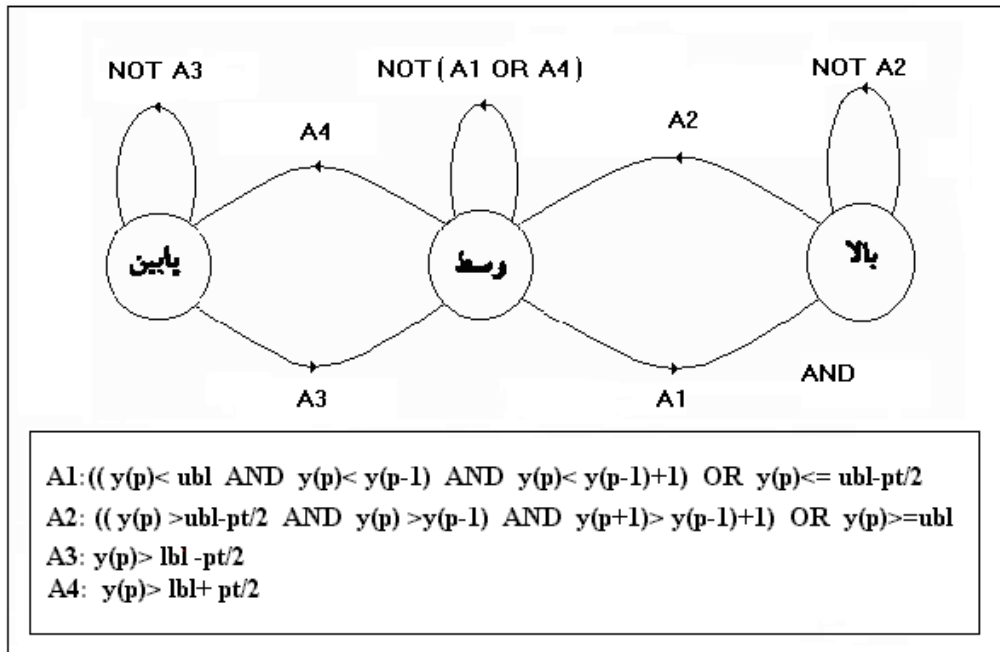 NOT A3
NOT (A1 OR A4)
NOT A2
A4
A2
پایین
وسط
بالا
A3
A1
AND
A1:(( y(p)< ubl AND y(p)< y(p-1) AND y(p)< y(p-1)+1) OR y(p)<= ubl-pt/2
A2: (( y(p) >ubl-pt/2 AND y(p) >y(p-1) AND y(p+1)> y(p-1)+1) OR y(p)>=ubl
A3: y(p)> lbl -pt/2
A4: y(p)> lbl+ pt/2